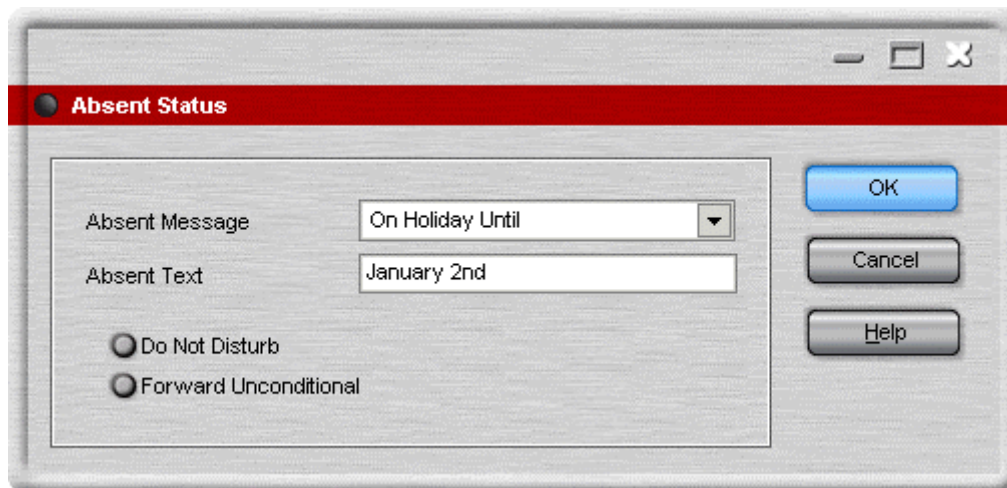 Absent Status
Absent Message
On Holiday Until
Absent Text
January 2nd
Do Not Disturb
Forward Unconditional
OK
Cancel
Help